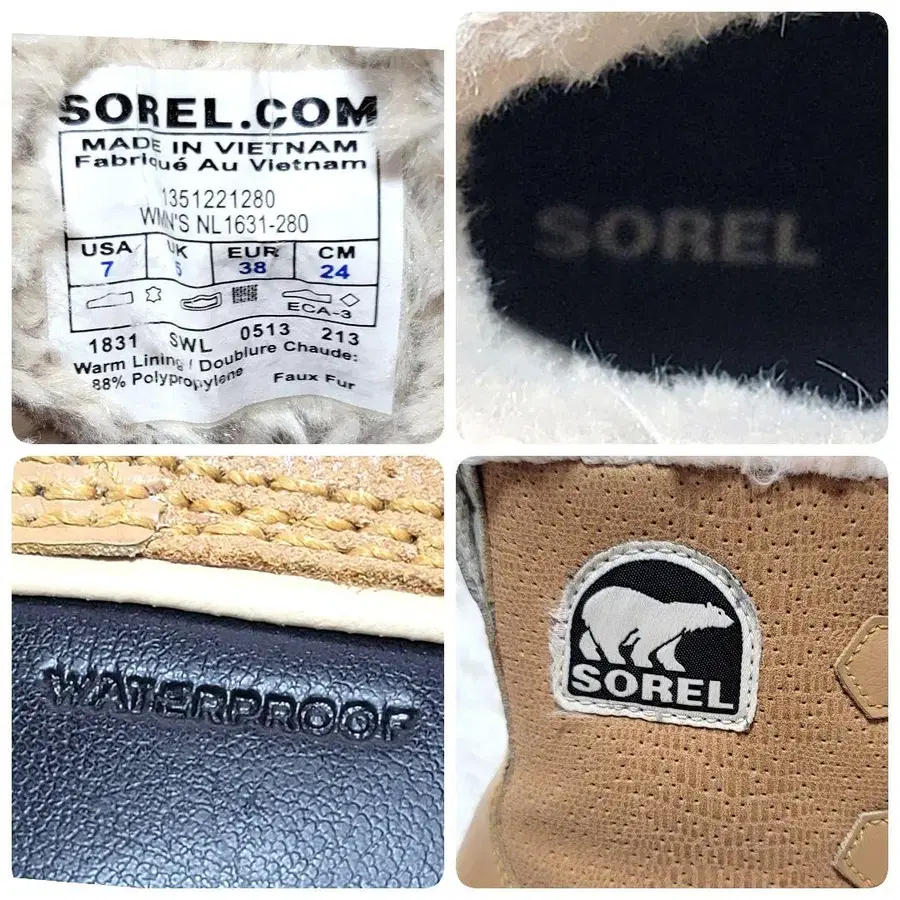 SOREL.COM
MADE IN VIETNAM
Fabriqué Au Vietnam
1351221280
WMN'S NL1631-280
USA UK EUR CM
7 5 38 24
ECA-3
1831 SWL 0513 213
Warm Lining / Doublure Chaude:
88% Polypropylene Faux Fur
SOREL
WATERPROOF
SOREL